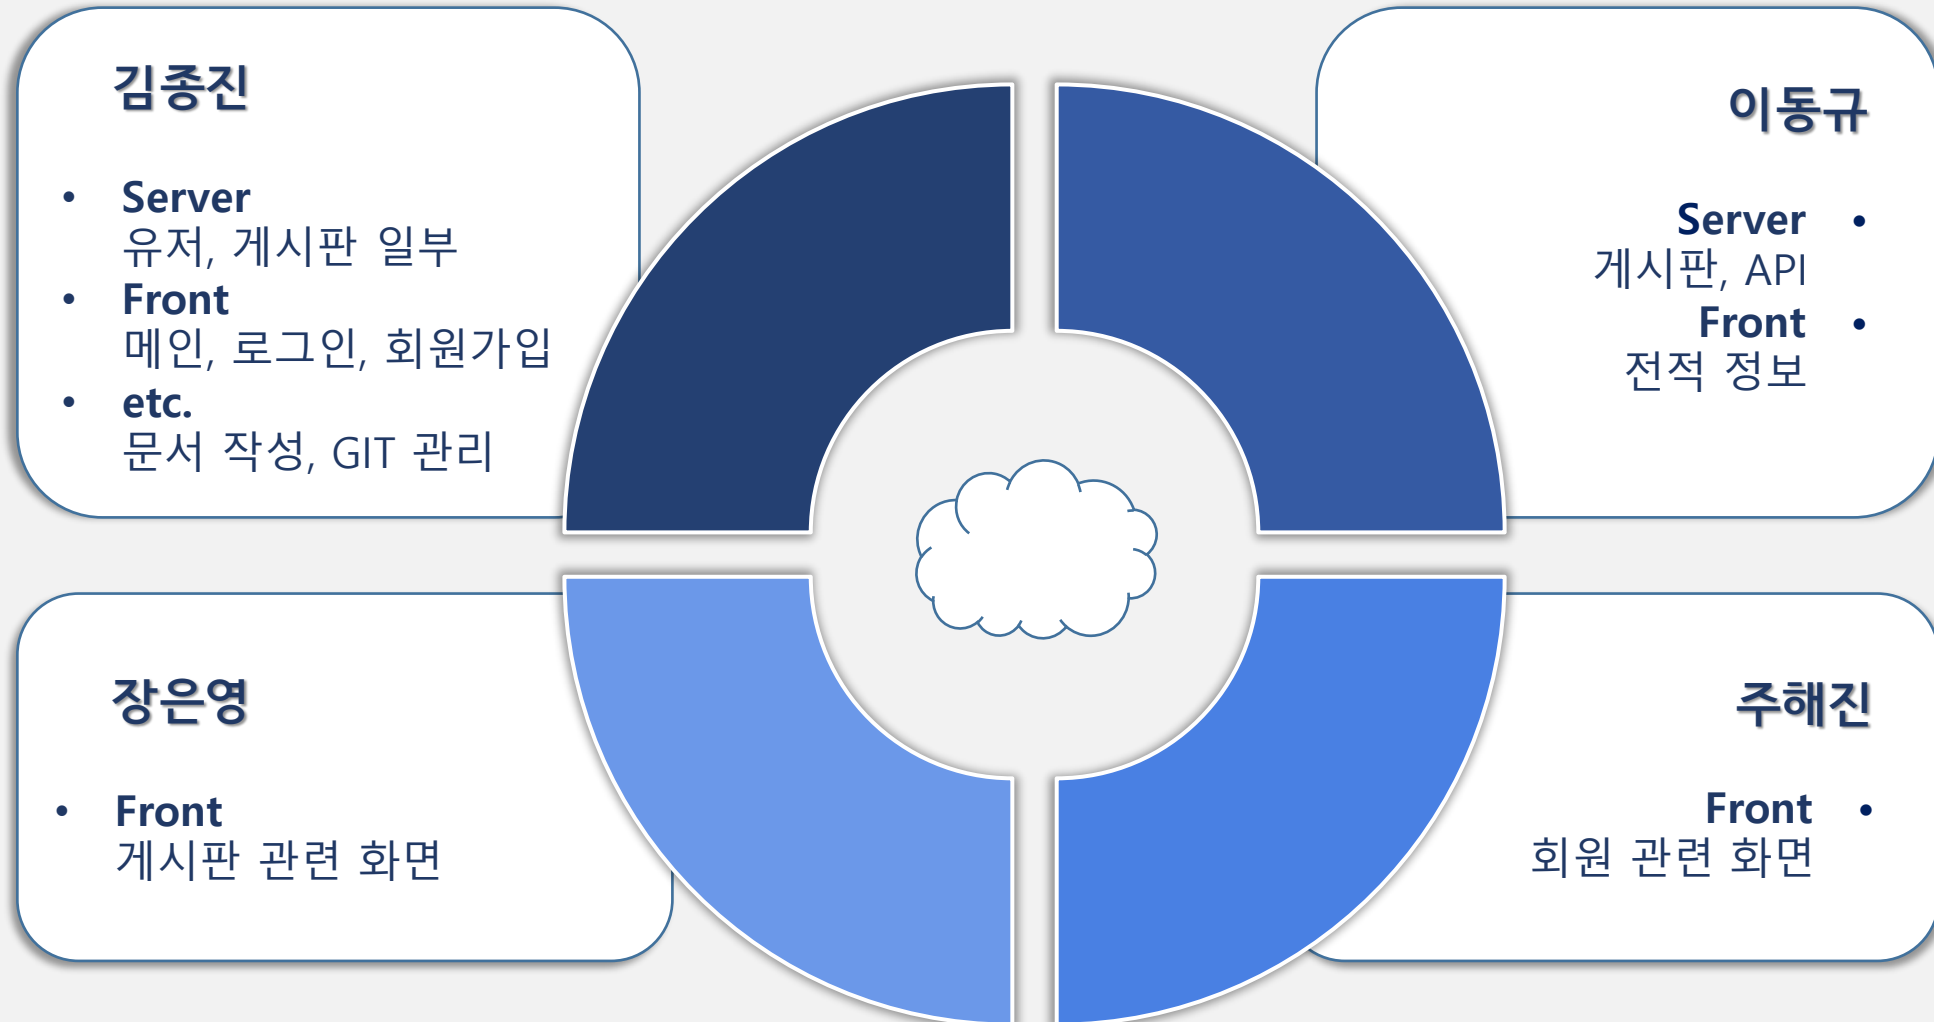 김종진
• Server
유저, 게시판 일부
• Front
메인, 로그인, 회원가입
• etc.
문서 작성, GIT 관리
이동규
Server •
게시판, API
Front •
전적 정보
장은영
• Front
게시판 관련 화면
주해진
Front •
회원 관련 화면